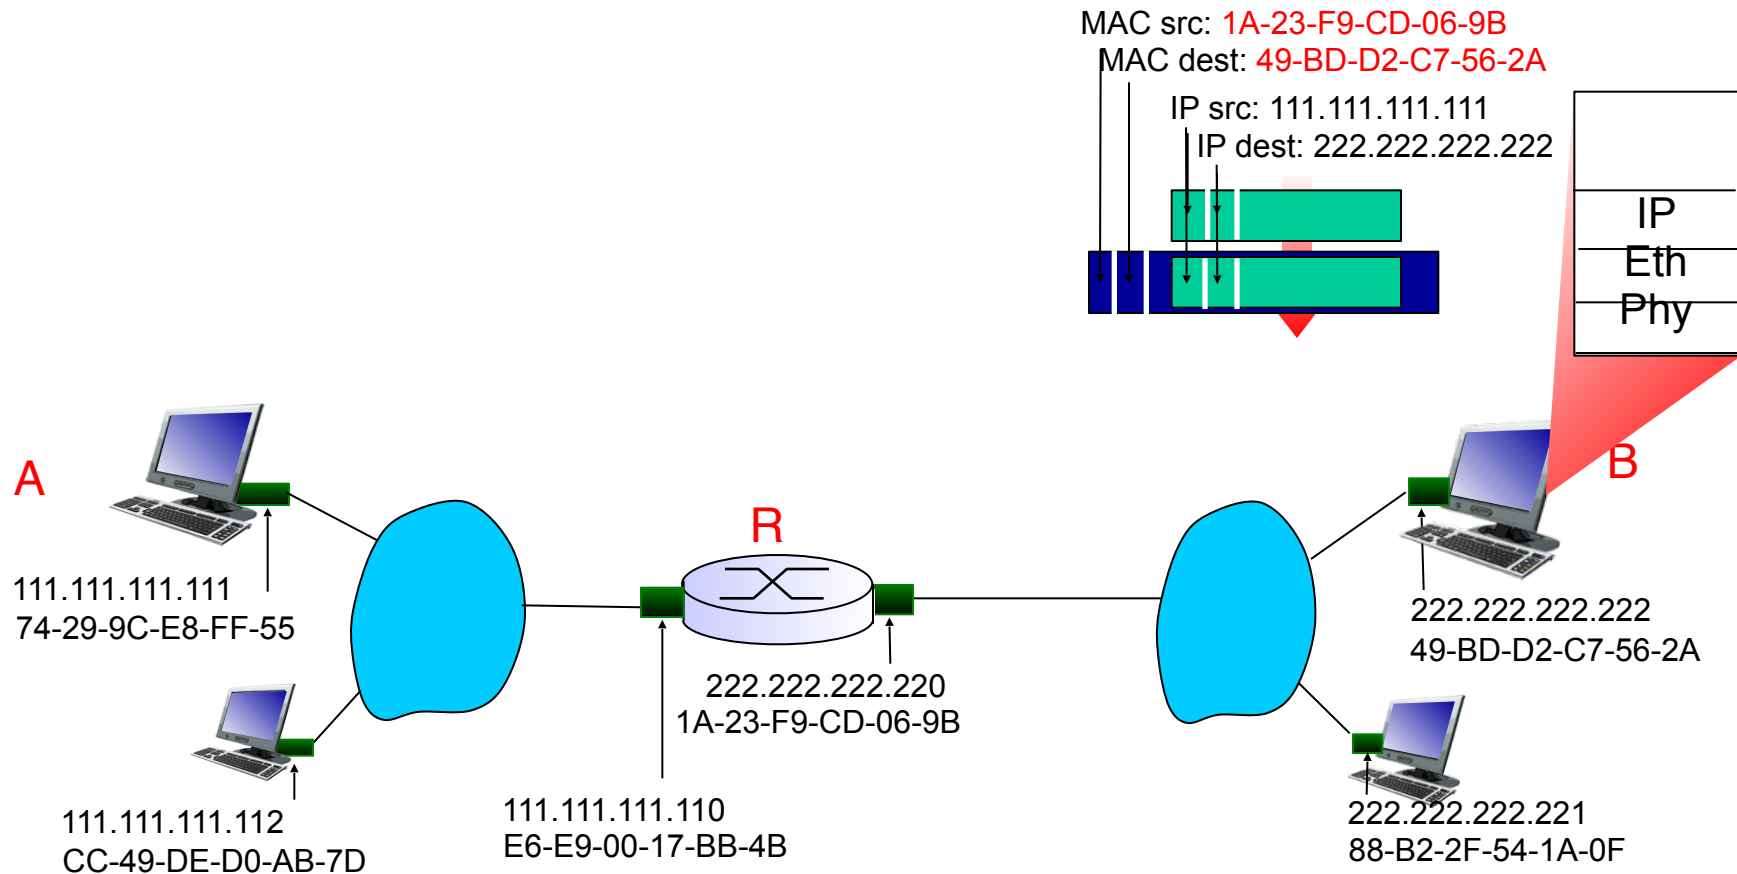 MAC src: 1A-23-F9-CD-06-9B
MAC dest: 49-BD-D2-C7-56-2A
IP src: 111.111.111.111
IP dest: 222.222.222.222
IP
Eth
Phy
A
B
R
111.111.111.111
74-29-9C-E8-FF-55
222.222.222.222
49-BD-D2-C7-56-2A
222.222.222.220
1A-23-F9-CD-06-9B
111.111.111.112
CC-49-DE-D0-AB-7D
111.111.111.110
E6-E9-00-17-BB-4B
222.222.222.221
88-B2-2F-54-1A-0F